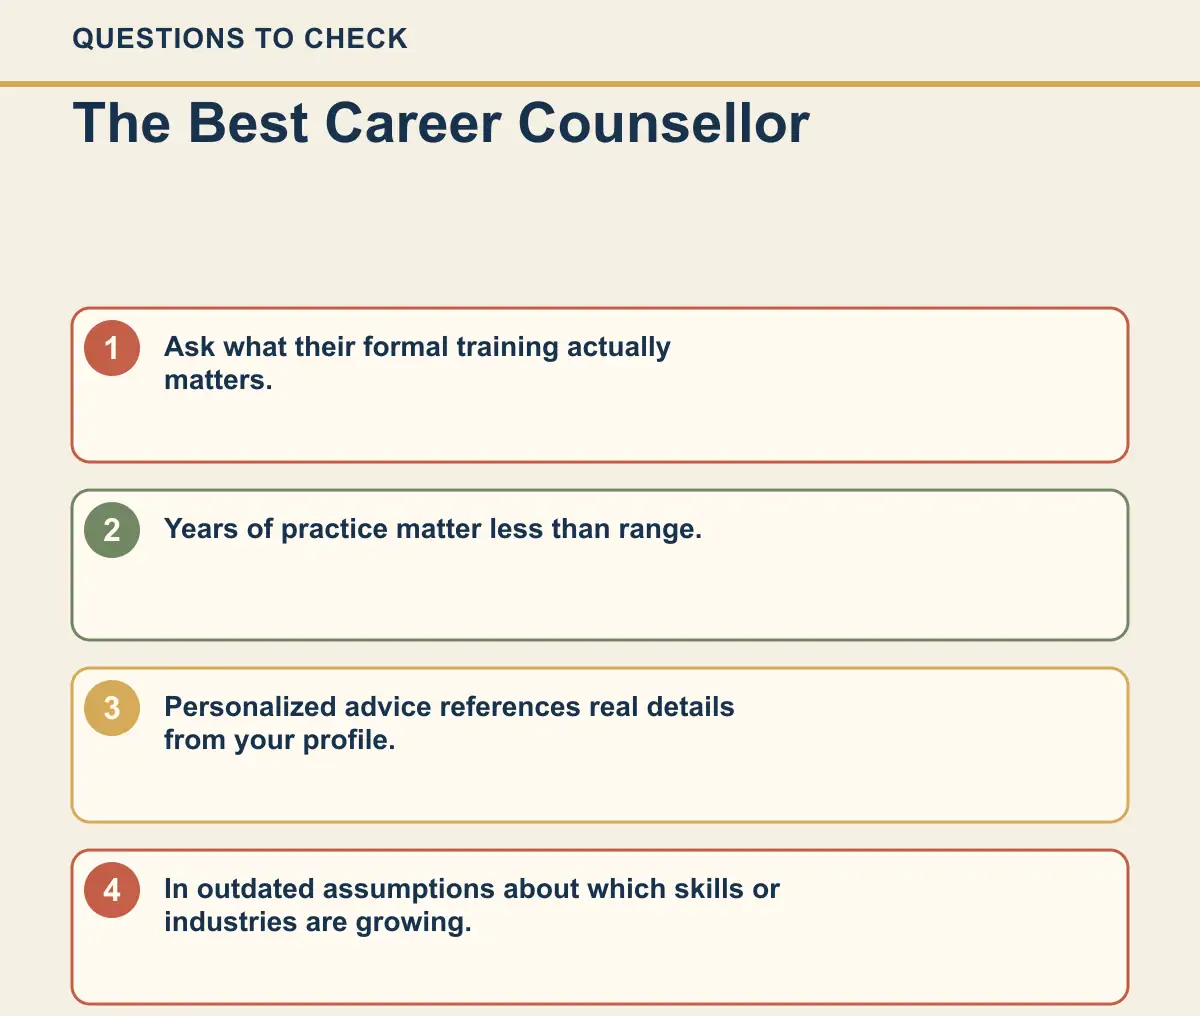 QUESTIONS TO CHECK
The Best Career Counsellor
1
Ask what their formal training actually
matters.
2
Years of practice matter less than range.
3
Personalized advice references real details
from your profile.
4
In outdated assumptions about which skills or
industries are growing.